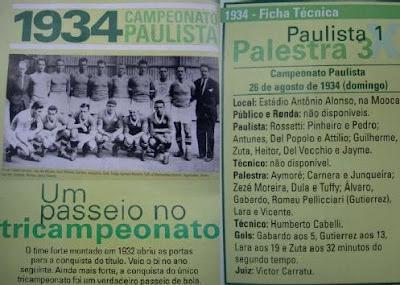 1934 CAMPEONATO
PAULISTA
Um
passeio no
tricampeonato
O time forte montado em 1932 abriu as portas
para a conquista do título. Veio o bi no ano
seguinte. Ainda mais forte, a conquista do único
tricampeonato foi um verdadeiro passeio de bola.
1934 - Ficha Técnica
Paulista 1
X
Palestra 3
Campeonato Paulista
26 de agosto de 1934 (domingo)
Local: Estádio Antônio Alonso, na Mooca
Público e Renda: não disponíveis.
Paulista: Rossetti: Pinheiro e Pedro;
Antunes, Del Popolo e Attilio; Guilherme,
Zuta, Heitor, Del Vecchio e Jayme.
Técnico: não disponível.
Palestra: Aymoré; Carnera e Junqueira;
Zezé Moreira, Dula e Tuffy; Álvaro,
Gabardo, Romeu Pellicciari (Gutierrez),
Lara e Vicente.
Técnico: Humberto Cabelli.
Gols: Gabardo aos 5, Gutierrez aos 13,
Lara aos 19 e Zuta aos 32 minutos do
segundo tempo.
Juiz: Victor Carratu.